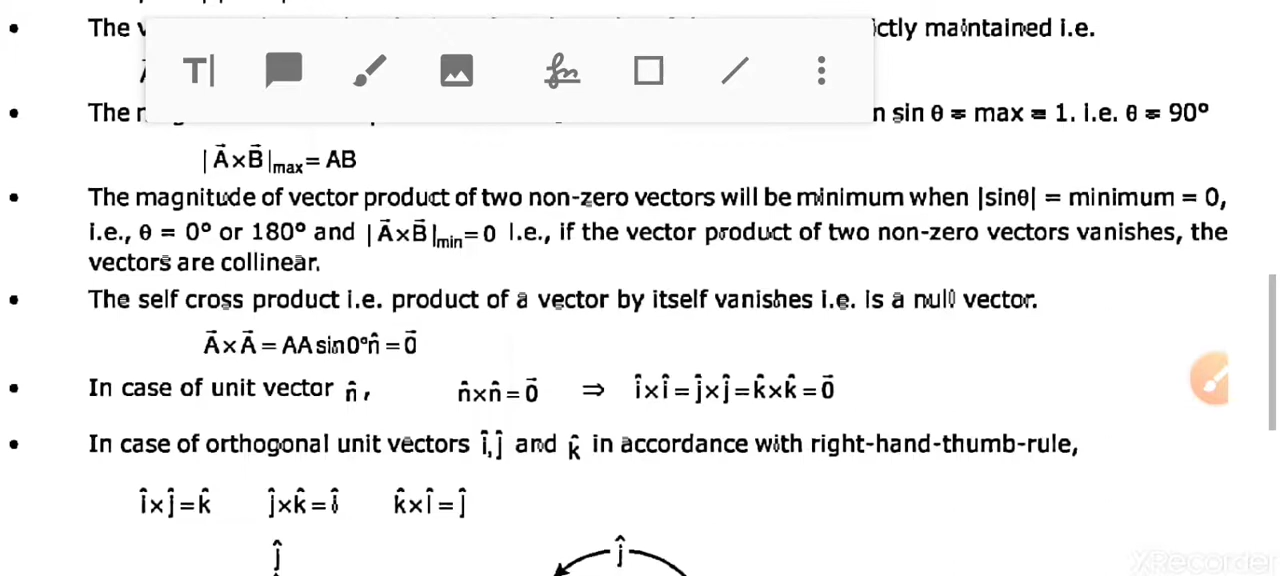 The
ictly maintained i.e.
T|
The
sin θ = max = 1. i.e. θ = 90°
|A⃗×B⃗|max= AB
The magnitude of vector product of two non-zero vectors will be minimum when |sinθ| = minimum = 0,
i.e., θ = 0° or 180° and |A⃗×B⃗|min=0 I.e., if the vector product of two non-zero vectors vanishes, the
vectors are collinear.
The self cross product i.e. product of a vector by itself vanishes i.e. is a null vector.
A⃗×A⃗ = AA sin0°n̂ = 0⃗
In case of unit vector n̂, n̂×n̂ = 0⃗ ⇒ î×î = ĵ×ĵ = k̂×k̂ = 0⃗
In case of orthogonal unit vectors î,ĵ and k̂ in accordance with right-hand-thumb-rule,
î×ĵ = k̂ ĵ×k̂ = î k̂×î = ĵ
ĵ ĵ
XRecorder